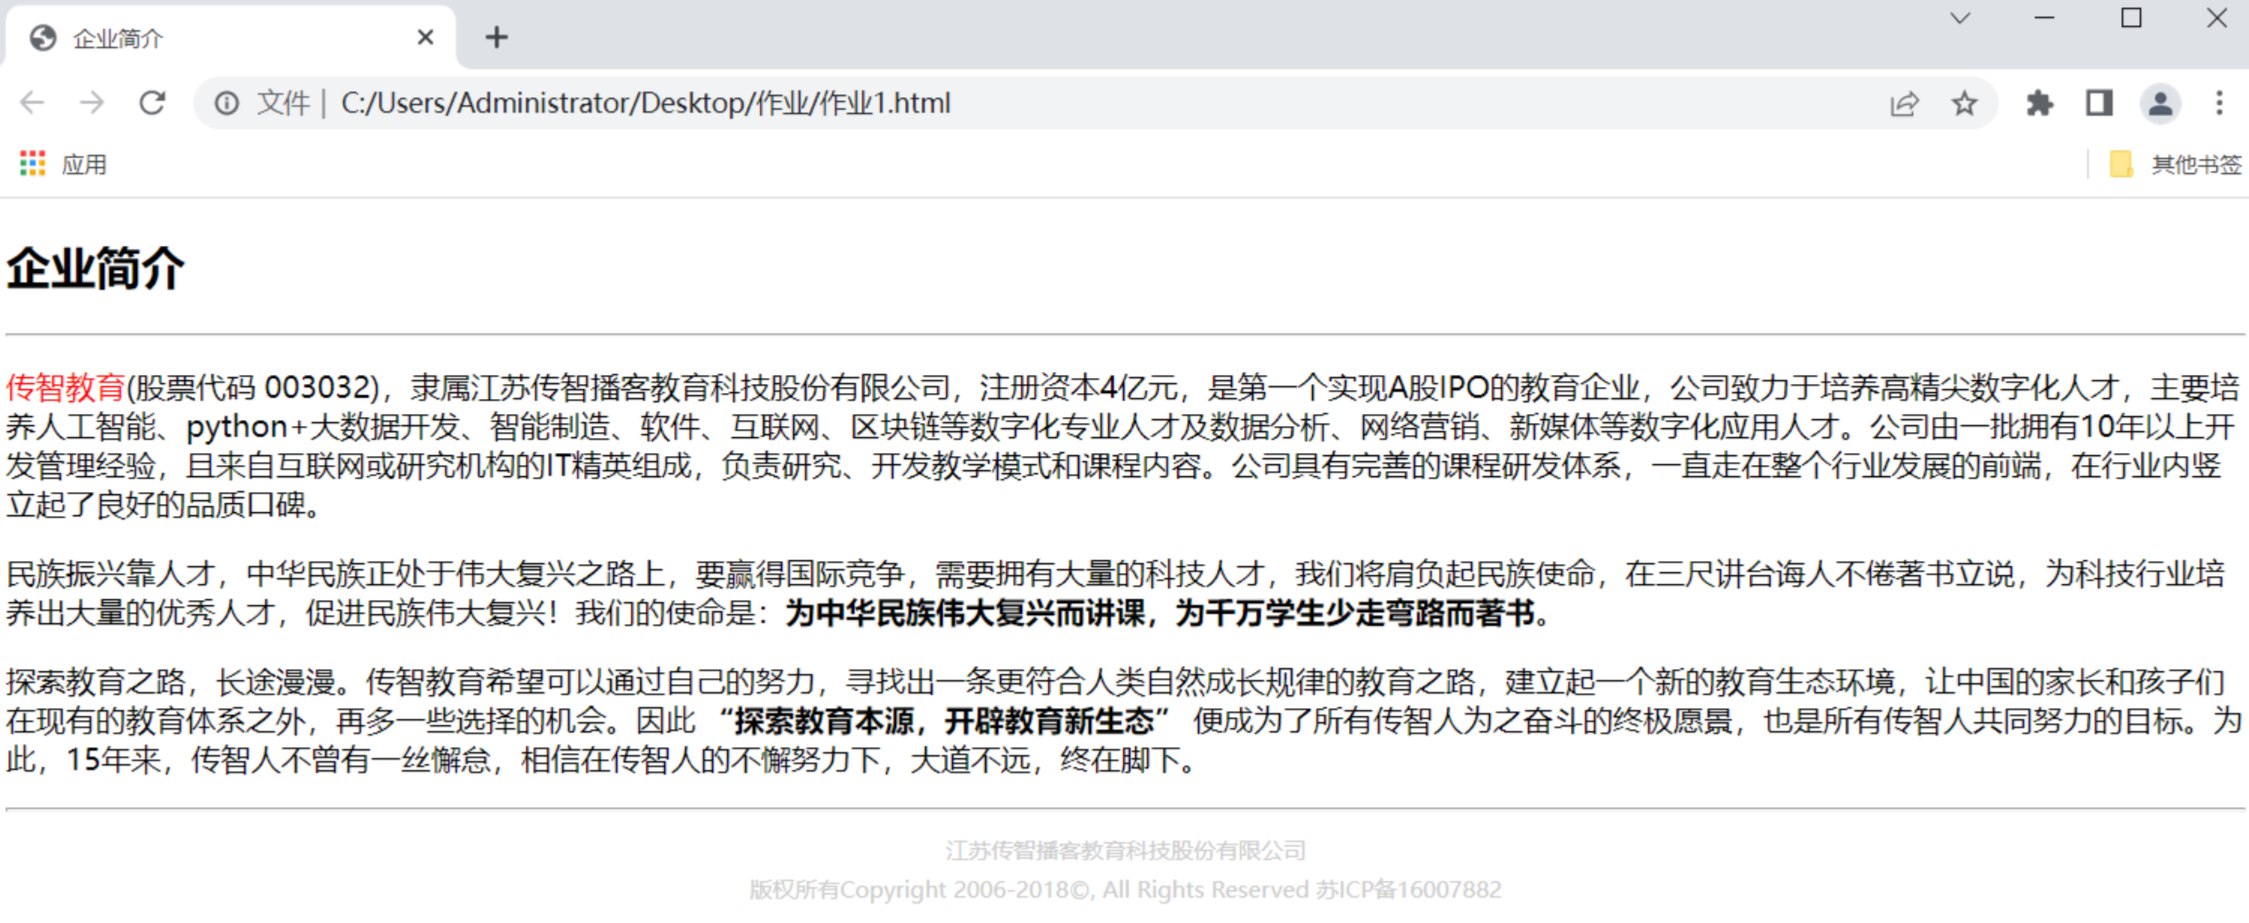 企业简介
文件 | C:/Users/Administrator/Desktop/作业/作业1.html
应用
其他书签
企业简介
传智教育(股票代码 003032)，隶属江苏传智播客教育科技股份有限公司，注册资本4亿元，是第一个实现A股IPO的教育企业，公司致力于培养高精尖数字化人才，主要培
养人工智能、python+大数据开发、智能制造、软件、互联网、区块链等数字化专业人才及数据分析、网络营销、新媒体等数字化应用人才。公司由一批拥有10年以上开
发管理经验，且来自互联网或研究机构的IT精英组成，负责研究、开发教学模式和课程内容。公司具有完善的课程研发体系，一直走在整个行业发展的前端，在行业内竖
立起了良好的品质口碑。
民族振兴靠人才，中华民族正处于伟大复兴之路上，要赢得国际竞争，需要拥有大量的科技人才，我们将肩负起民族使命，在三尺讲台诲人不倦著书立说，为科技行业培
养出大量的优秀人才，促进民族伟大复兴！我们的使命是：为中华民族伟大复兴而讲课，为千万学生少走弯路而著书。
探索教育之路，长途漫漫。传智教育希望可以通过自己的努力，寻找出一条更符合人类自然成长规律的教育之路，建立起一个新的教育生态环境，让中国的家长和孩子们
在现有的教育体系之外，再多一些选择的机会。因此 “探索教育本源，开辟教育新生态” 便成为了所有传智人为之奋斗的终极愿景，也是所有传智人共同努力的目标。为
此，15年来，传智人不曾有一丝懈怠，相信在传智人的不懈努力下，大道不远，终在脚下。
江苏传智播客教育科技股份有限公司
版权所有Copyright 2006-2018©, All Rights Reserved 苏ICP备16007882